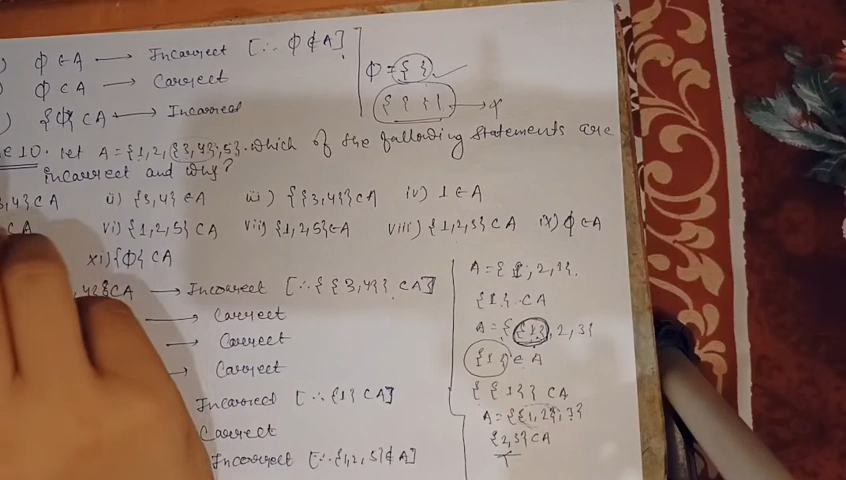 ) ϕ ∈ A → Incorrect [∵ ϕ ∉ A]
) ϕ ⊂ A → Correct
) {ϕ} ⊂ A → Incorrect
ϕ = { }
{ { } }
e 10. Let A = {1, 2, {3, 4}, 5}. which of the following statements are
incorrect and why?
3, 4} ⊂ A ii) {3, 4} ∈ A iii) { {3, 4}} ⊂ A iv) 1 ∈ A
⊂ A vi) {1, 2, 5} ⊂ A vii) {1, 2, 5} ∈ A viii) {1, 2, 3} ⊂ A ix) ϕ ∈ A
xi) {ϕ} ⊂ A
, 4} ⊂ A → Incorrect [∵ { {3, 4}} ⊂ A]
→ Correct
→ Correct
→ Correct
Incorrect [∵ {1} ⊂ A]
Correct
Incorrect [∵ {1, 2, 5} ∉ A]
A = { 1, 2, 3}.
{1} ⊂ A
A = { {1}, 2, 3}
{1} ∈ A
{ {1}} ⊂ A
A = {{1, 2}, 3}
{2, 3} ⊂ A